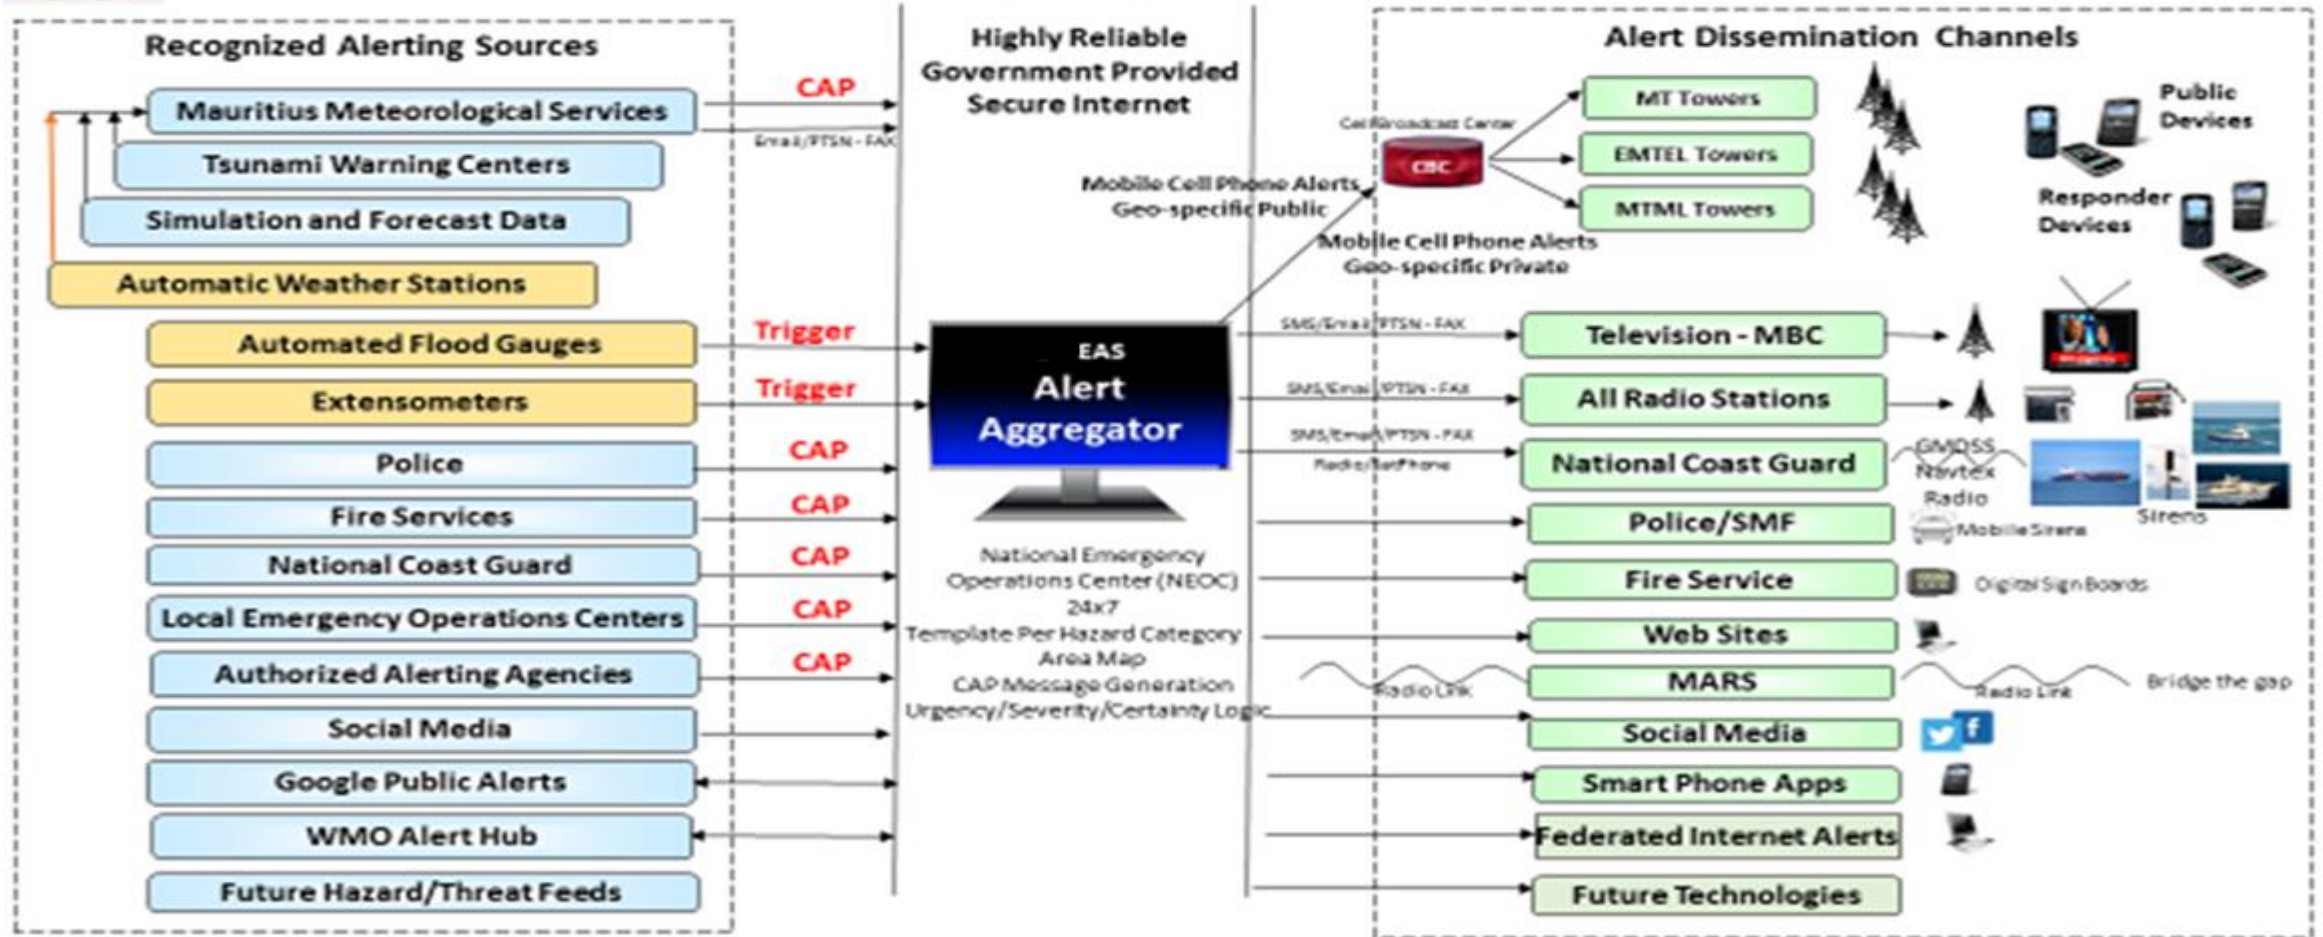 Recognized Alerting Sources
Mauritius Meteorological Services
Tsunami Warning Centers
Simulation and Forecast Data
Automatic Weather Stations
Automated Flood Gauges
Extensometers
Police
Fire Services
National Coast Guard
Local Emergency Operations Centers
Authorized Alerting Agencies
Social Media
Google Public Alerts
WMO Alert Hub
Future Hazard/Threat Feeds
CAP
Email/PTSN - FAX
Trigger
Trigger
CAP
CAP
CAP
CAP
CAP
Highly Reliable
Government Provided
Secure Internet
Mobile Cell Phone Alerts
Geo-specific Public
Mobile Cell Phone Alerts
Geo-specific Private
EAS
Alert
Aggregator
National Emergency
Operations Center (NEOC)
24x7
Template Per Hazard Category
Area Map
CAP Message Generation
Urgency/Severity/Certainty Logic
SMS/Email/PTSN - FAX
SMS/Email/PTSN - FAX
SMS/Email/PTSN - FAX
Radio/SatPhone
Radio Link
Alert Dissemination Channels
Cell Broadcast Center
CBC
MT Towers
EMTEL Towers
MTML Towers
Public
Devices
Responder
Devices
Television - MBC
All Radio Stations
National Coast Guard
GMDSS
Navtex
Radio
Sirens
Police/SMF
Mobile Sirens
Fire Service
Digital Sign Boards
Web Sites
MARS
Radio Link
Bridge the gap
Social Media
Smart Phone Apps
Federated Internet Alerts
Future Technologies